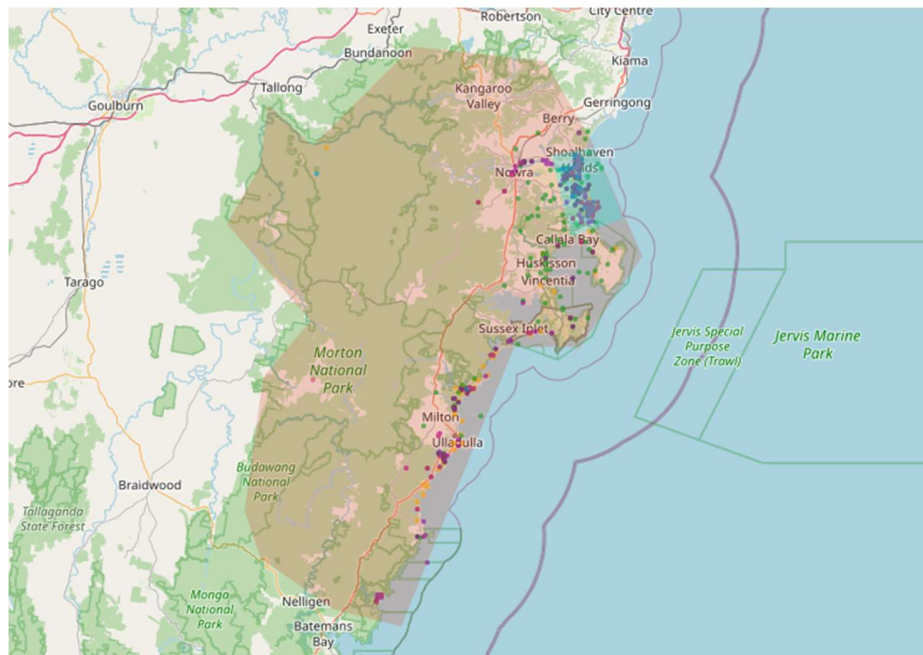 City Centre
Robertson
Exeter
Bundanoon
Kiama
Tallong
Kangaroo
Valley
Goulburn
Gerringong
Berry
Shoalhaven
Nowra
Callala Bay
Huskisson
Vincentia
Tarago
Sussex Inlet
Jervis Special
Purpose
Zone (Trawl)
Jervis Marine
Park
Morton
National
Park
Milton
Ulladulla
Budawang
National
Park
Braidwood
Tallaganda
State Forest
Monga
National
Park
Nelligen
Batemans
Bay